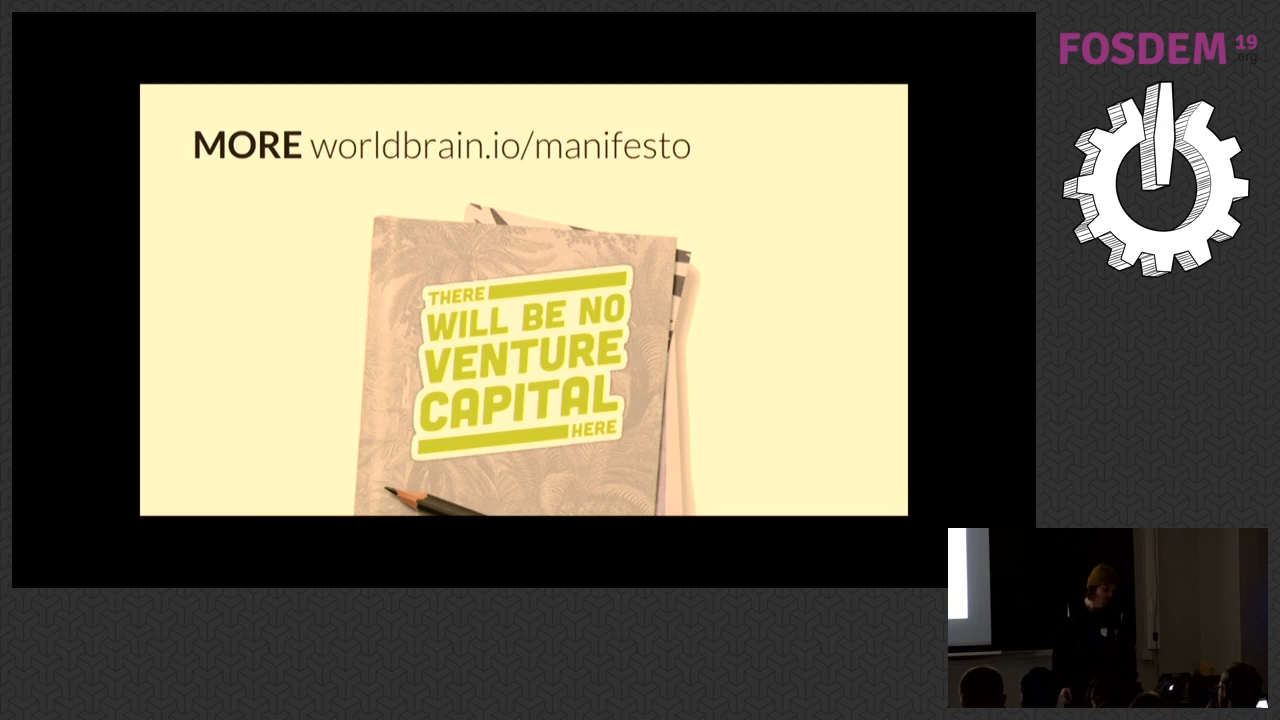 MORE worldbrain.io/manifesto
THERE
WILL BE NO
VENTURE
CAPITAL
HERE
FOSDEM 19
.org